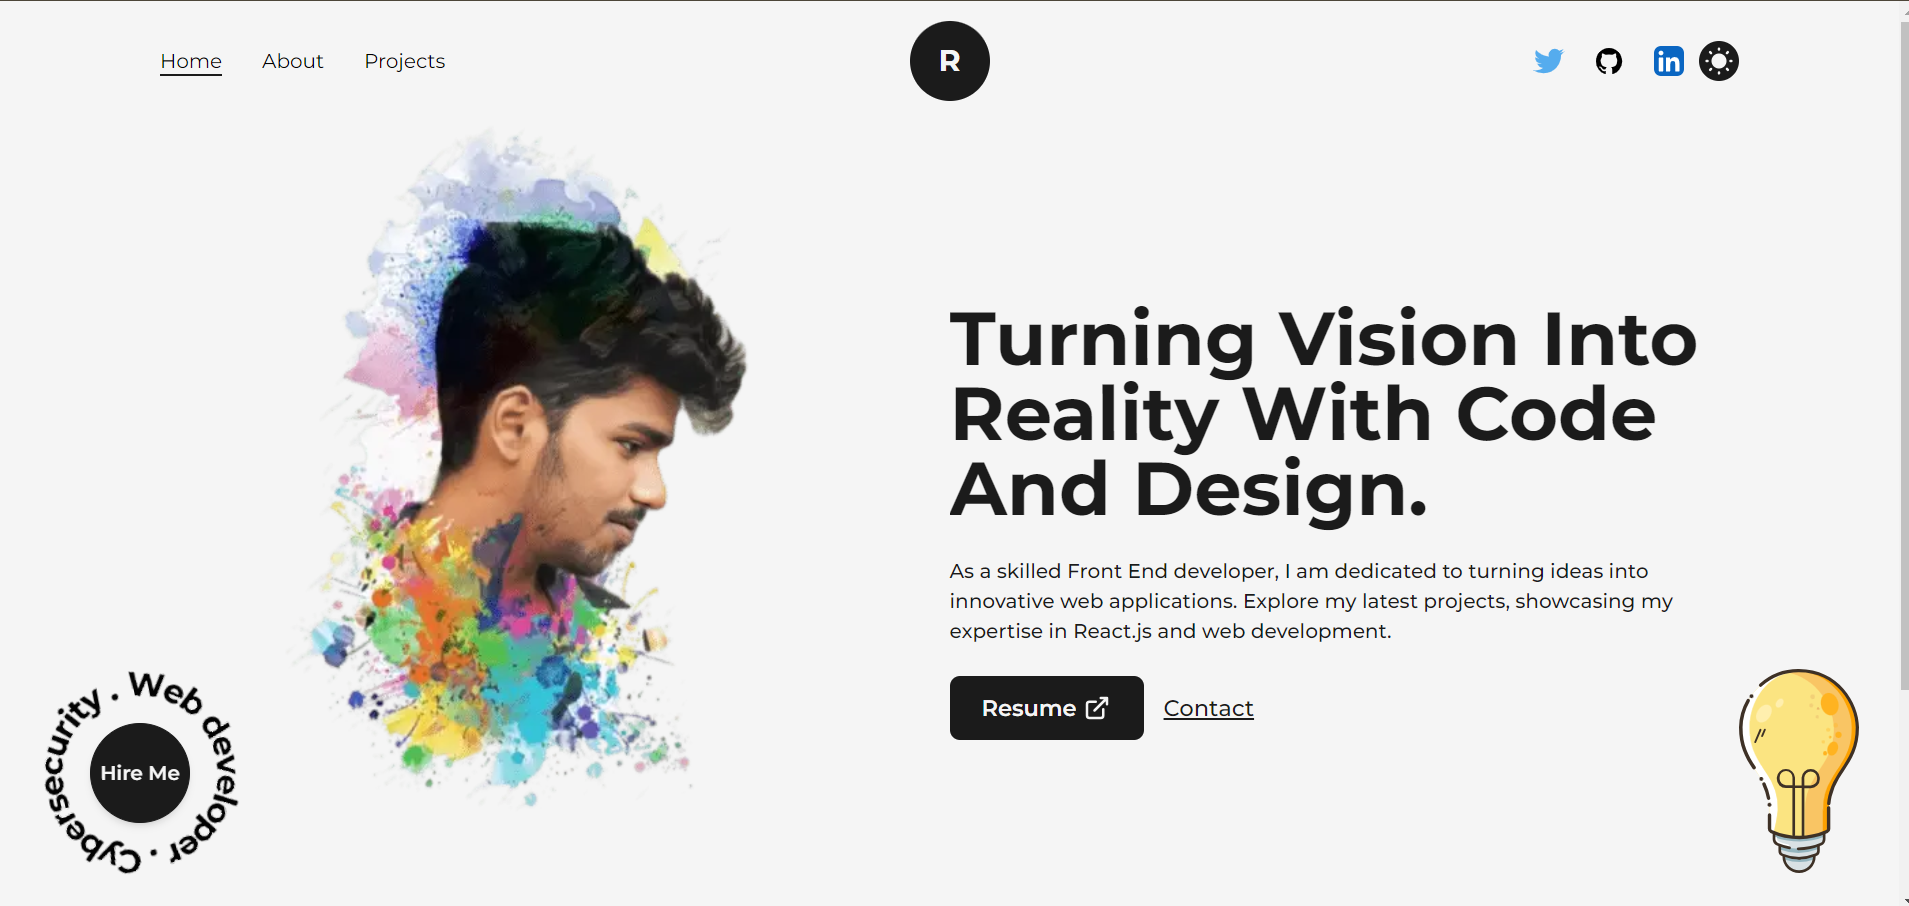 Home About Projects
R
in
Turning Vision Into
Reality With Code
And Design.
As a skilled Front End developer, I am dedicated to turning ideas into
innovative web applications. Explore my latest projects, showcasing my
expertise in React.js and web development.
Resume Contact
Web developer . Cybersecurity .
Hire Me